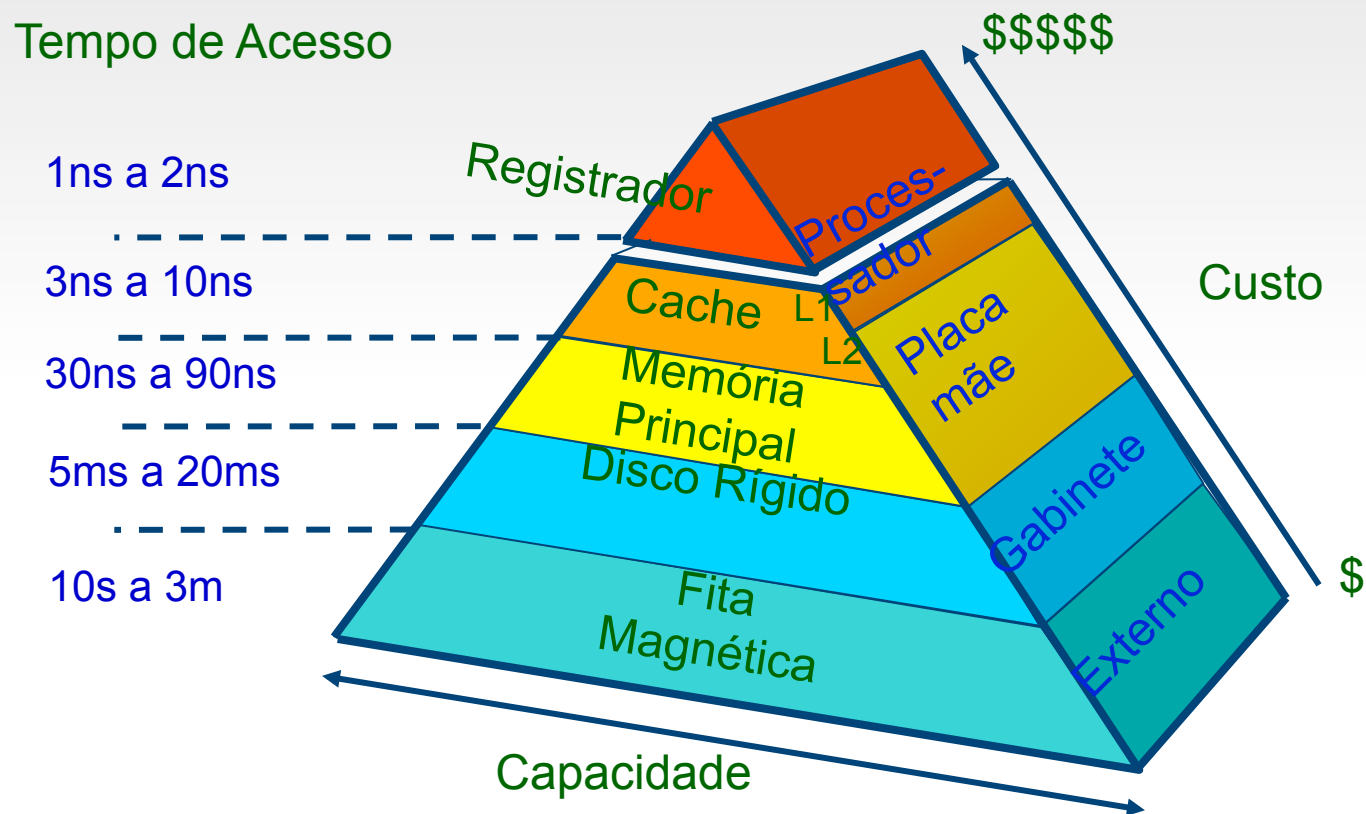 Tempo de Acesso
$$$$$
1ns a 2ns
Registrador
Proces-
sador
3ns a 10ns
Cache
L1
L2
Placa
mãe
Custo
30ns a 90ns
Memória
Principal
5ms a 20ms
Disco Rígido
Gabinete
$
10s a 3m
Fita
Magnética
Externo
Capacidade